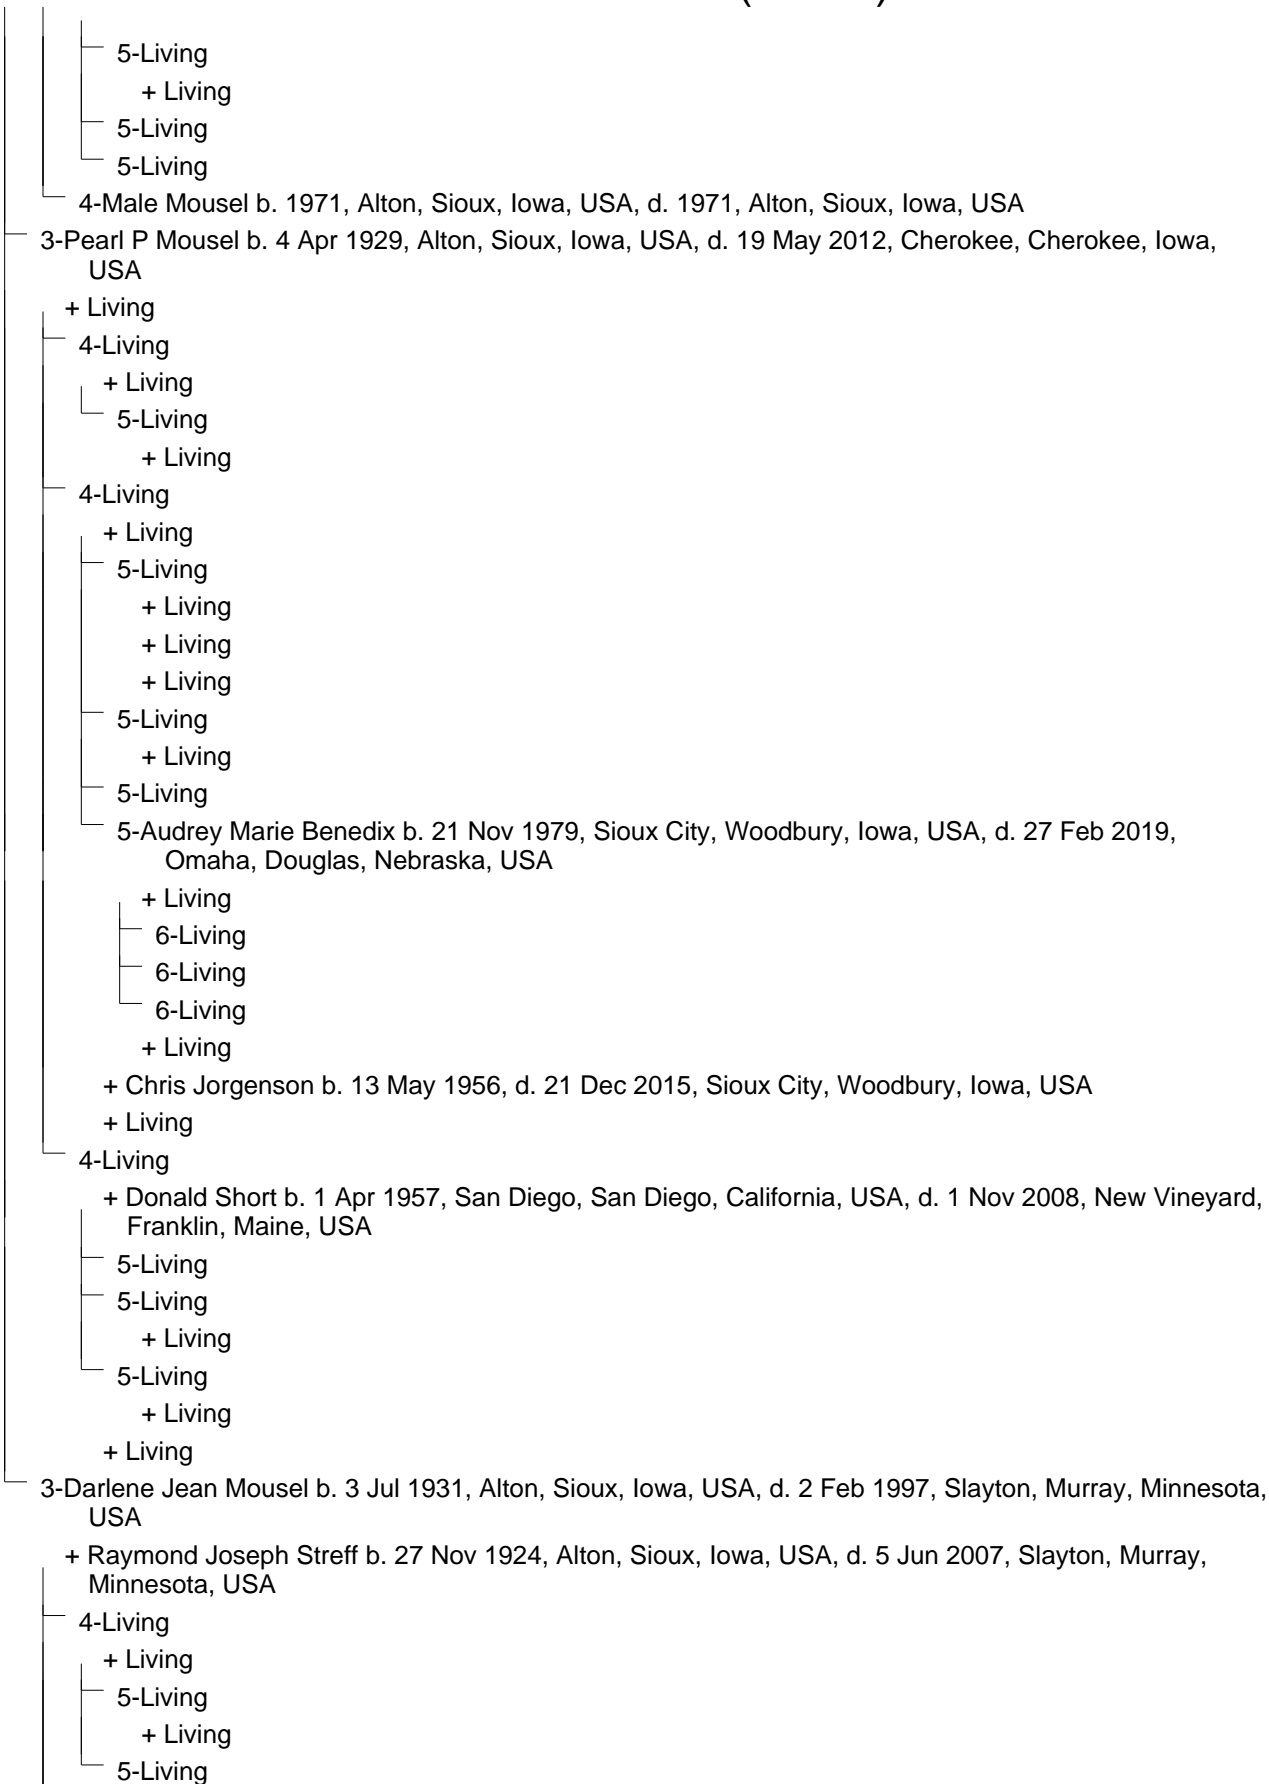 5-Living
+ Living
5-Living
5-Living
4-Male Mousel b. 1971, Alton, Sioux, Iowa, USA, d. 1971, Alton, Sioux, Iowa, USA
3-Pearl P Mousel b. 4 Apr 1929, Alton, Sioux, Iowa, USA, d. 19 May 2012, Cherokee, Cherokee, Iowa,
USA
+ Living
4-Living
+ Living
5-Living
+ Living
4-Living
+ Living
5-Living
+ Living
+ Living
+ Living
5-Living
+ Living
5-Living
5-Audrey Marie Benedix b. 21 Nov 1979, Sioux City, Woodbury, Iowa, USA, d. 27 Feb 2019,
Omaha, Douglas, Nebraska, USA
+ Living
6-Living
6-Living
6-Living
+ Living
+ Chris Jorgenson b. 13 May 1956, d. 21 Dec 2015, Sioux City, Woodbury, Iowa, USA
+ Living
4-Living
+ Donald Short b. 1 Apr 1957, San Diego, San Diego, California, USA, d. 1 Nov 2008, New Vineyard,
Franklin, Maine, USA
5-Living
5-Living
+ Living
5-Living
+ Living
+ Living
3-Darlene Jean Mousel b. 3 Jul 1931, Alton, Sioux, Iowa, USA, d. 2 Feb 1997, Slayton, Murray, Minnesota,
USA
+ Raymond Joseph Streff b. 27 Nov 1924, Alton, Sioux, Iowa, USA, d. 5 Jun 2007, Slayton, Murray,
Minnesota, USA
4-Living
+ Living
5-Living
+ Living
5-Living